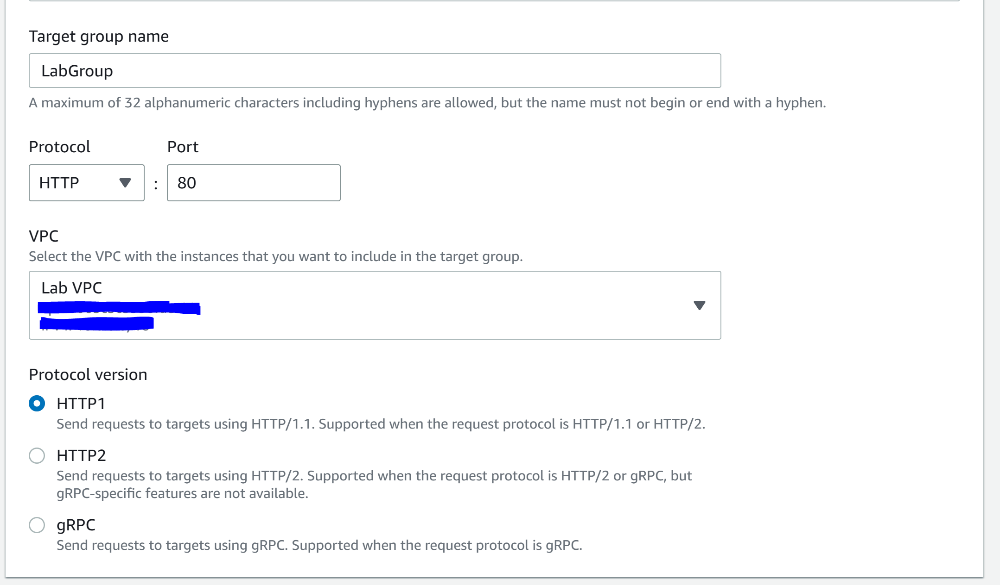 Target group name
LabGroup
A maximum of 32 alphanumeric characters including hyphens are allowed, but the name must not begin or end with a hyphen.
Protocol
Port
HTTP
:
80
VPC
Select the VPC with the instances that you want to include in the target group.
Lab VPC
Protocol version
HTTP1
Send requests to targets using HTTP/1.1. Supported when the request protocol is HTTP/1.1 or HTTP/2.
HTTP2
Send requests to targets using HTTP/2. Supported when the request protocol is HTTP/2 or gRPC, but
gRPC-specific features are not available.
gRPC
Send requests to targets using gRPC. Supported when the request protocol is gRPC.